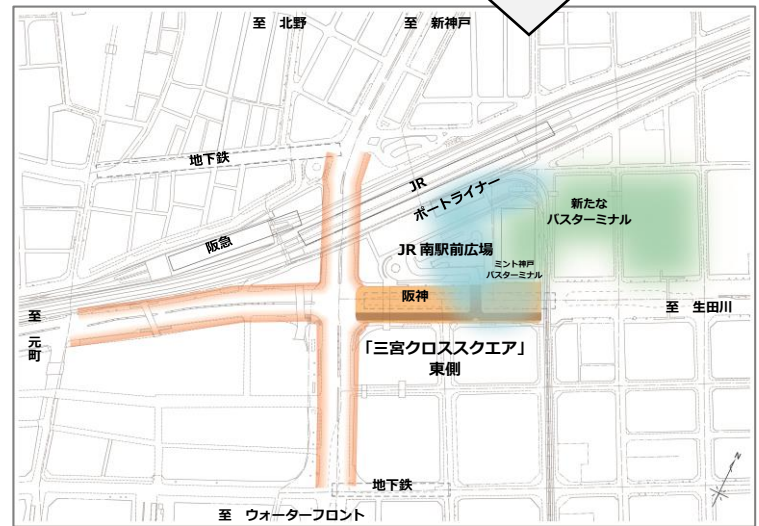 至 北野
至 新神戸
地下鉄
JR
ポートライナー
新たな
バスターミナル
阪急
JR 南駅前広場
ミント神戸
バスターミナル
阪神
至 生田川
至 元町
「三宮クロススクエア」
東側
地下鉄
至 ウォーターフロント
N